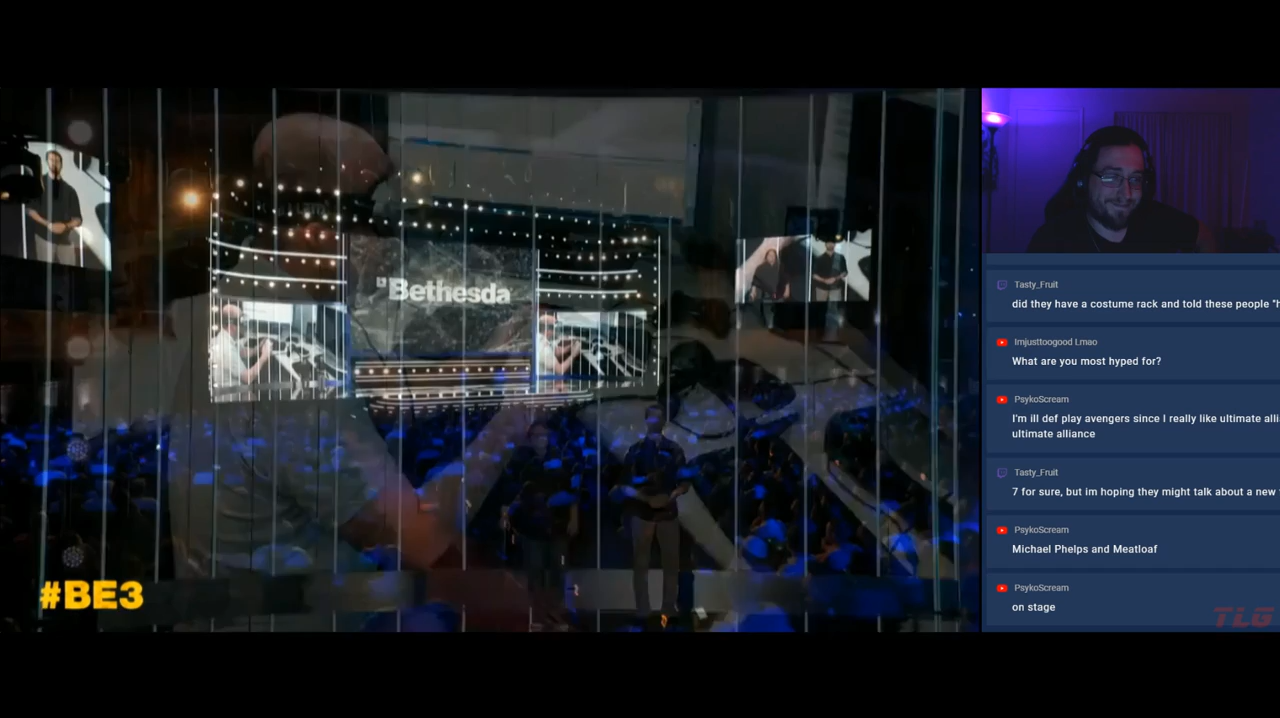 Bethesda
#BE3
Tasty_Fruit
did they have a costume rack and told these people "h
Imjusttoogood Lmao
What are you most hyped for?
PsykoScream
I'm ill def play avengers since I really like ultimate alli
ultimate alliance
Tasty_Fruit
7 for sure, but im hoping they might talk about a new
PsykoScream
Michael Phelps and Meatloaf
PsykoScream
on stage
TLG